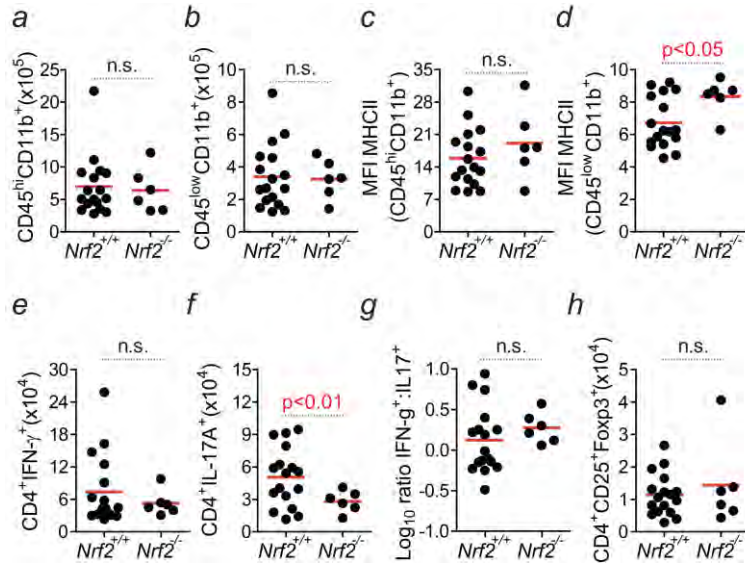 a
n.s.
CD45hiCD11b+(x10⁵)
25
20
15
10
5
0
Nrf2+/+
Nrf2-/-
b
n.s.
CD45lowCD11b+(x10⁵)
10
8
6
4
2
0
Nrf2+/+
Nrf2-/-
c
n.s.
MFI MHCII
(CD45hiCD11b+)
35
28
21
14
7
0
Nrf2+/+
Nrf2-/-
d
p<0.05
MFI MHCII
(CD45lowCD11b+)
10
8
6
4
2
0
Nrf2+/+
Nrf2-/-
e
n.s.
CD4+IFN-γ+(x10⁴)
30
24
18
12
6
0
Nrf2+/+
Nrf2-/-
f
p<0.01
CD4+IL-17A+(x10⁴)
15
12
9
6
3
0
Nrf2+/+
Nrf2-/-
g
n.s.
Log₁₀ ratio IFN-g+:IL17+
1.0
0.5
0.0
-0.5
-1.0
Nrf2+/+
Nrf2-/-
h
n.s.
CD4+CD25+Foxp3+(x10⁴)
5
4
3
2
1
0
Nrf2+/+
Nrf2-/-